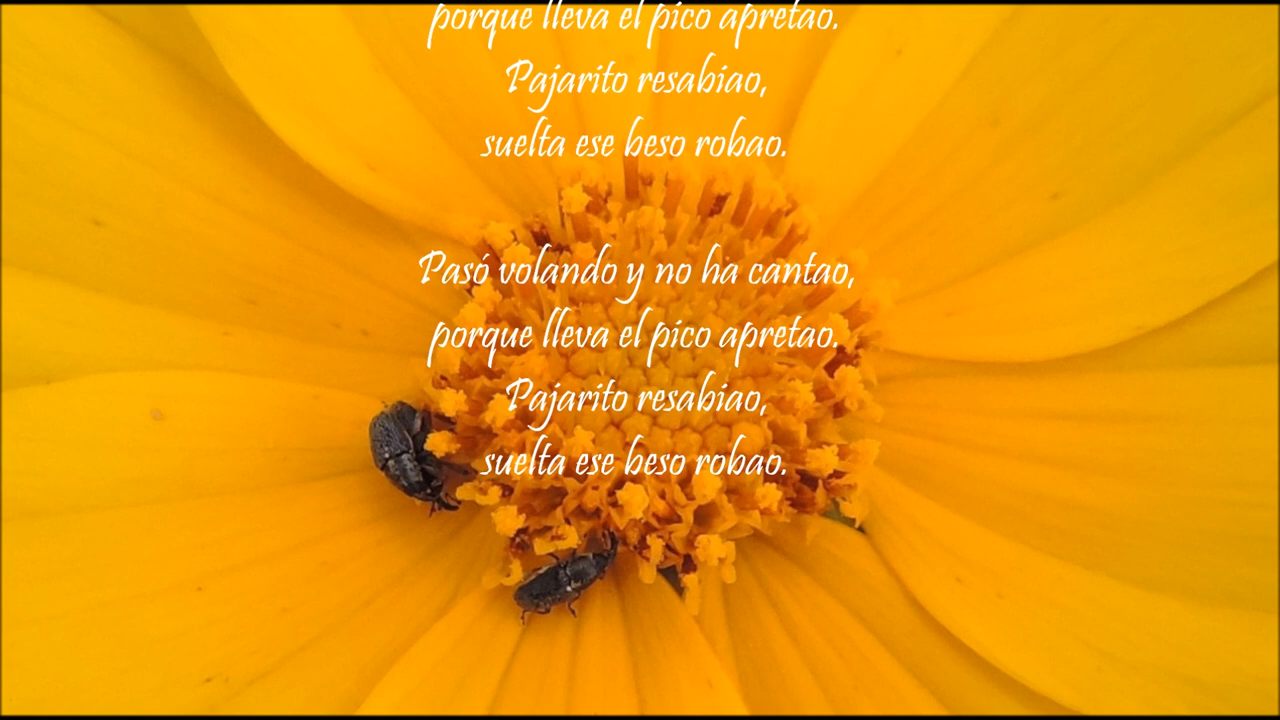 porque lleva el pico apretao.
Pajarito resabiao,
suelta ese beso robao.
Pasó volando y no ha cantao,
porque lleva el pico apretao.
Pajarito resabiao,
suelta ese beso robao.